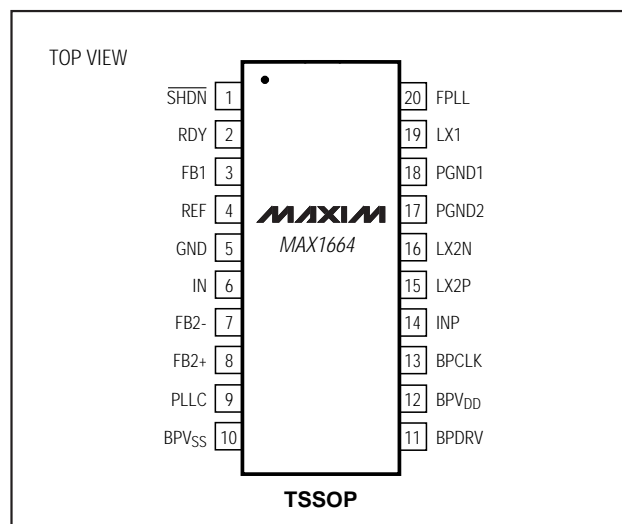 TOP VIEW
SHDN 1
RDY 2
FB1 3
REF 4
GND 5
IN 6
FB2- 7
FB2+ 8
PLLC 9
BPVSS 10
MAXIM
MAX1664
20 FPLL
19 LX1
18 PGND1
17 PGND2
16 LX2N
15 LX2P
14 INP
13 BPCLK
12 BPVDD
11 BPDRV
TSSOP